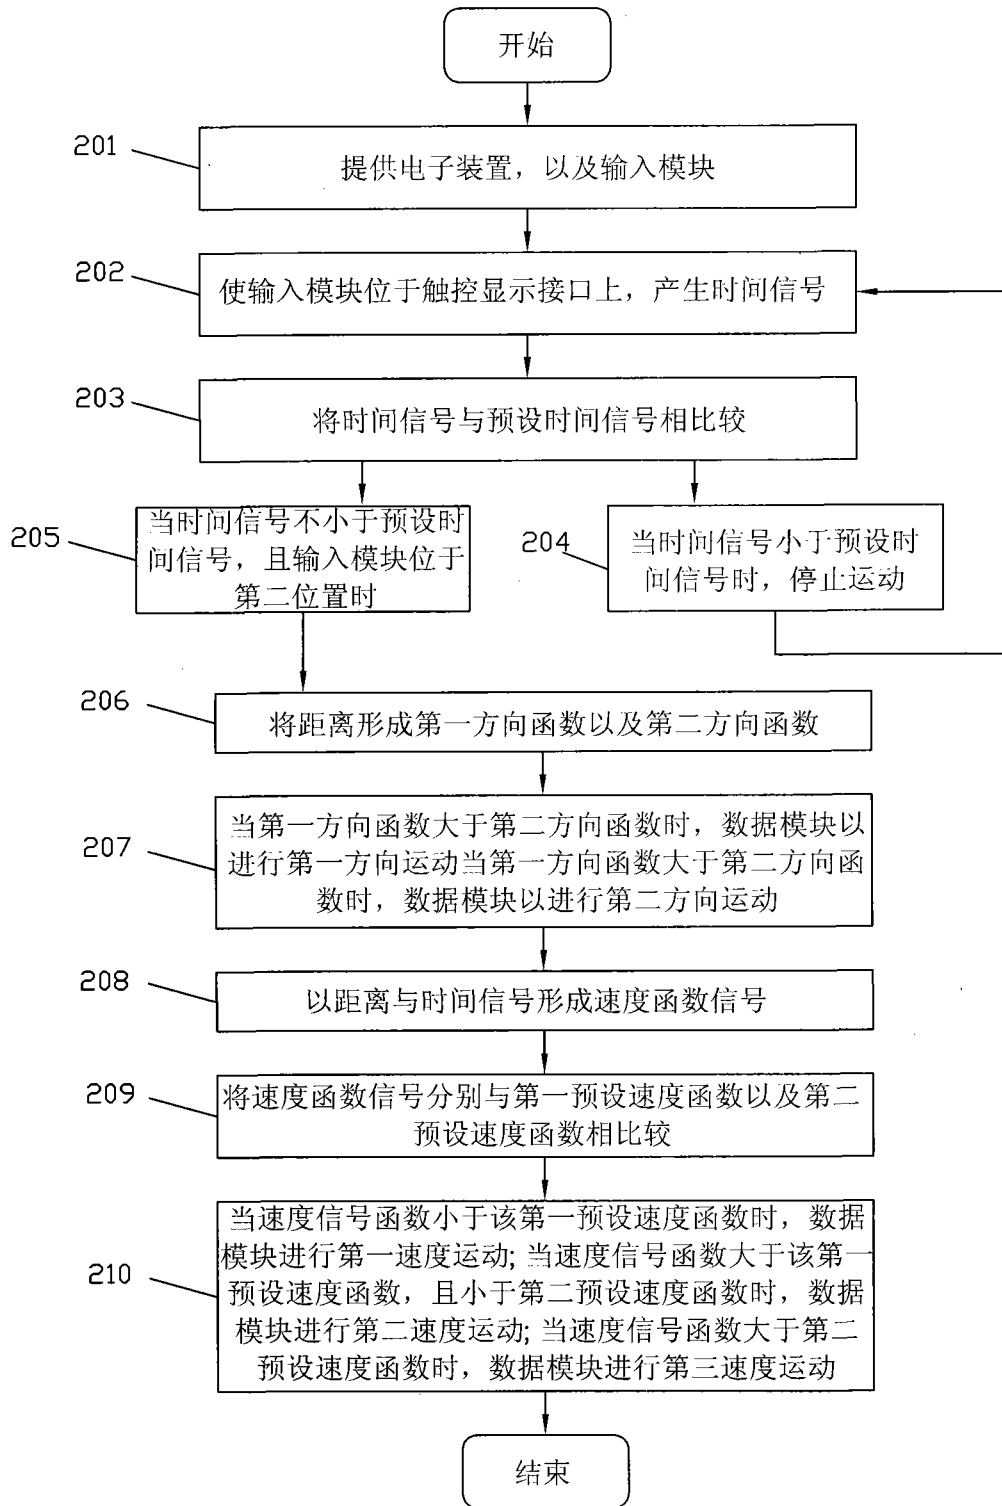 开始
201
提供电子装置，以及输入模块
202
使输入模块位于触控显示接口上，产生时间信号
203
将时间信号与预设时间信号相比较
205
当时间信号不小于预设时
间信号，且输入模块位于
第二位置时
204
当时间信号小于预设时
间信号时，停止运动
206
将距离形成第一方向函数以及第二方向函数
207
当第一方向函数大于第二方向函数时，数据模块以
进行第一方向运动当第一方向函数大于第二方向函
数时，数据模块以进行第二方向运动
208
以距离与时间信号形成速度函数信号
209
将速度函数信号分别与第一预设速度函数以及第二
预设速度函数相比较
210
当速度信号函数小于该第一预设速度函数时，数据
模块进行第一速度运动;当速度信号函数大于该第一
预设速度函数，且小于第二预设速度函数时，数据
模块进行第二速度运动;当速度信号函数大于第二
预设速度函数时，数据模块进行第三速度运动
结束